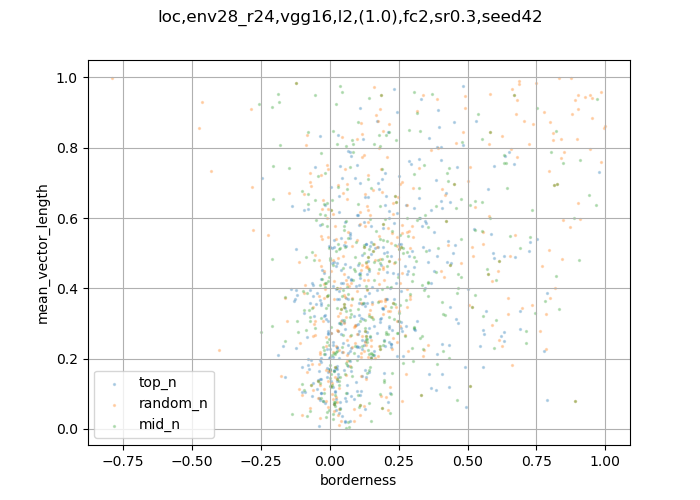 loc,env28_r24,vgg16,l2,(1.0),fc2,sr0.3,seed42
1.0
0.8
0.6
0.4
0.2
0.0
mean_vector_length
top_n
random_n
mid_n
−0.75 −0.50 −0.25 0.00 0.25 0.50 0.75 1.00
borderness